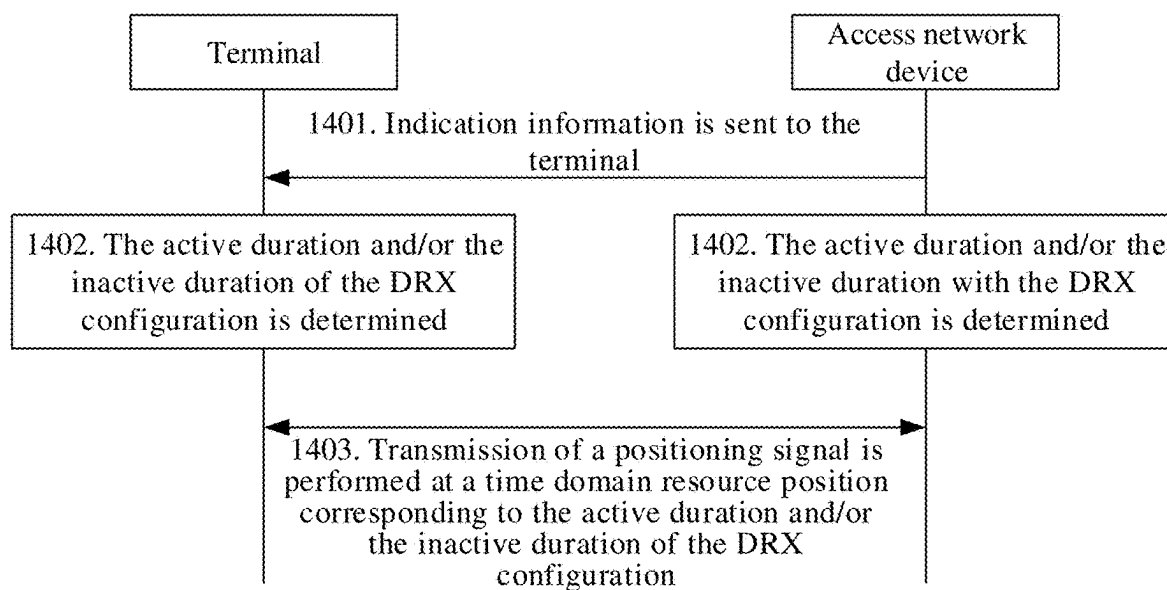 Terminal
Access network
device
1401. Indication information is sent to the
terminal
1402. The active duration and/or the
inactive duration of the DRX
configuration is determined
1402. The active duration and/or the
inactive duration with the DRX
configuration is determined
1403. Transmission of a positioning signal is
performed at a time domain resource position
corresponding to the active duration and/or
the inactive duration of the DRX
configuration